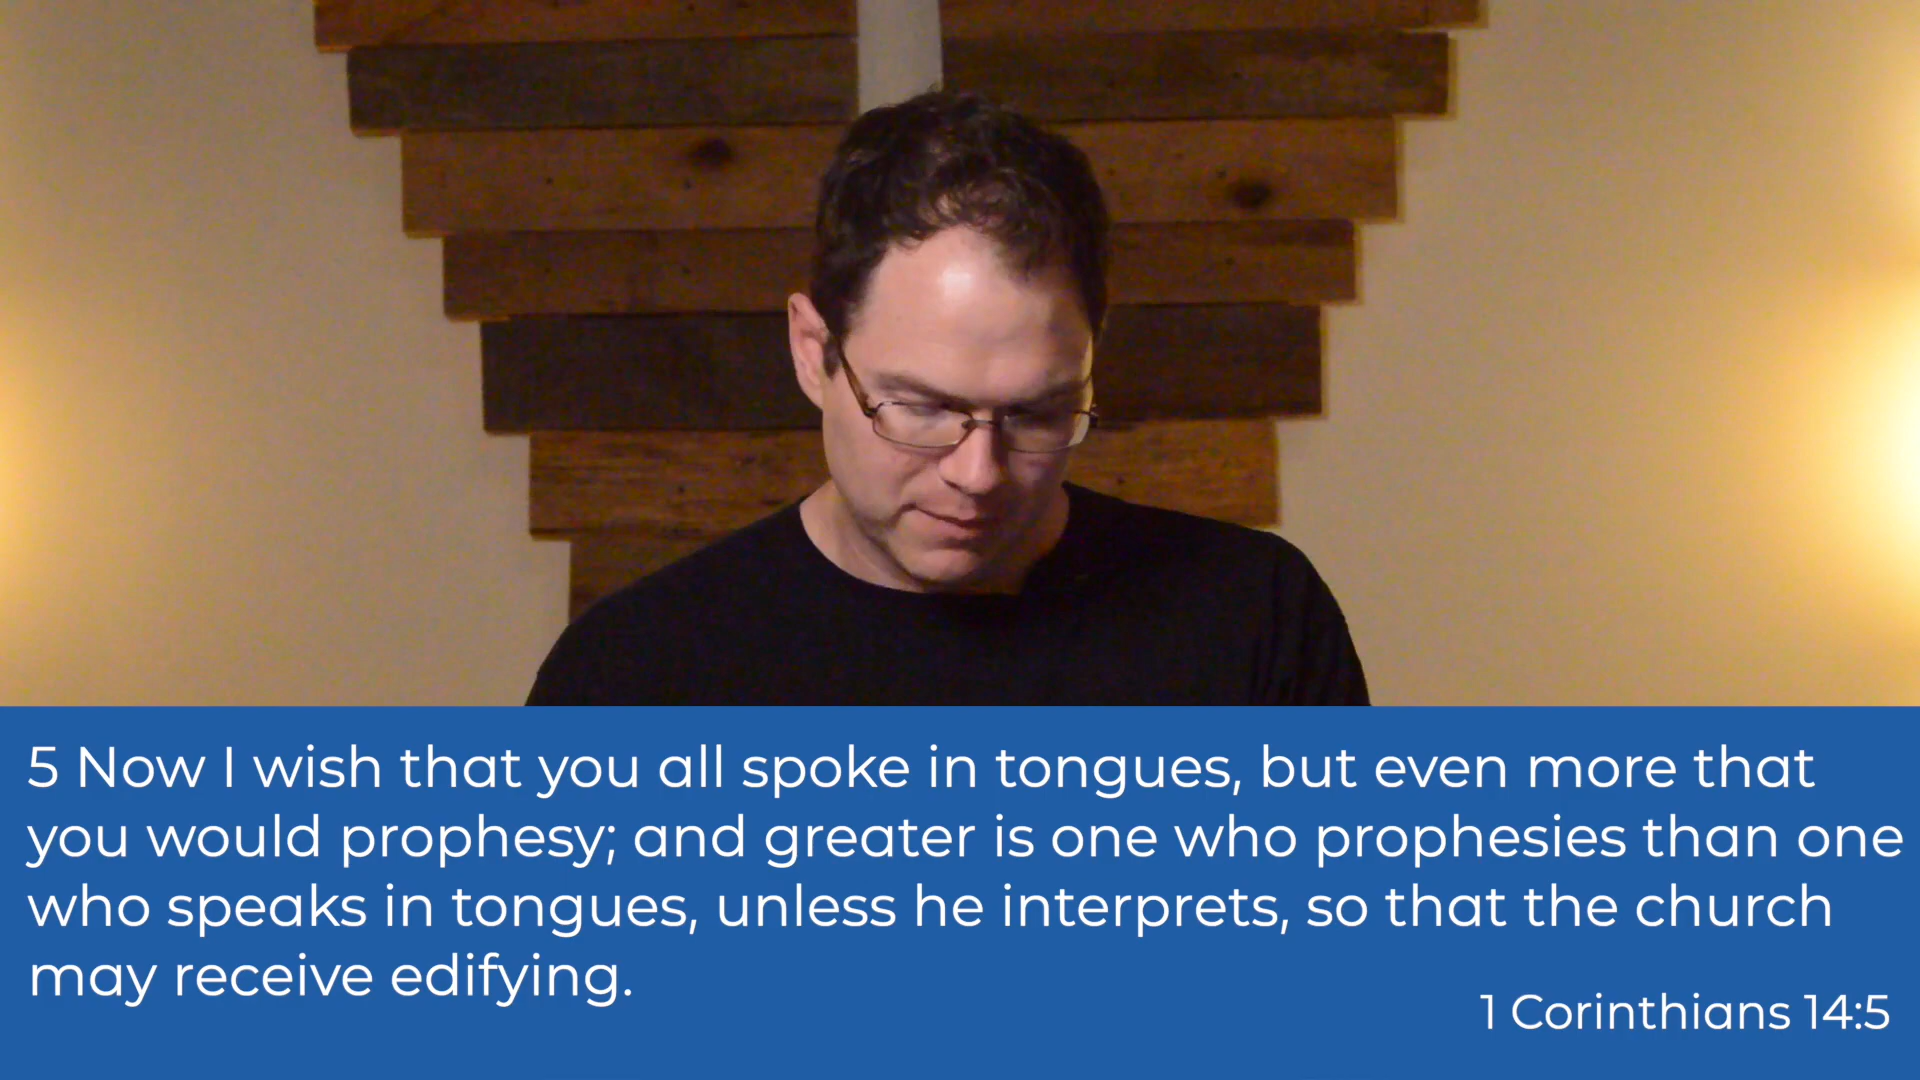 5 Now I wish that you all spoke in tongues, but even more that
you would prophesy; and greater is one who prophesies than one
who speaks in tongues, unless he interprets, so that the church
may receive edifying.
1 Corinthians 14:5